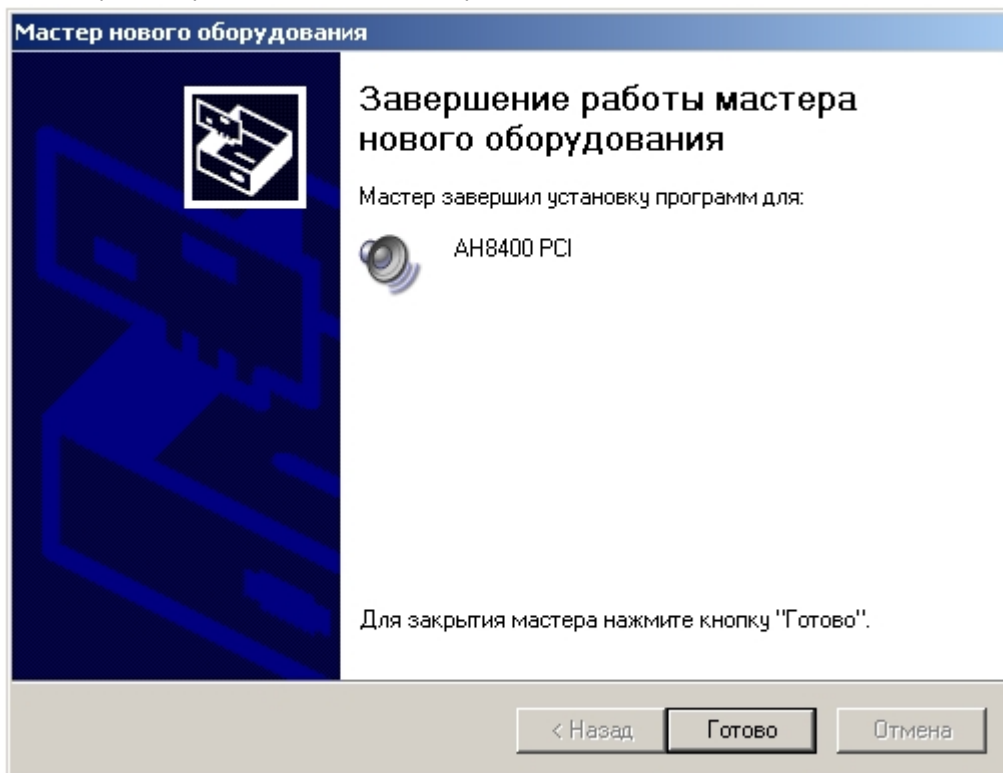 Мастер нового оборудования
Завершение работы мастера
нового оборудования
Мастер завершил установку программ для:
AH8400 PCI
Для закрытия мастера нажмите кнопку "Готово".
< Назад
Готово
Отмена